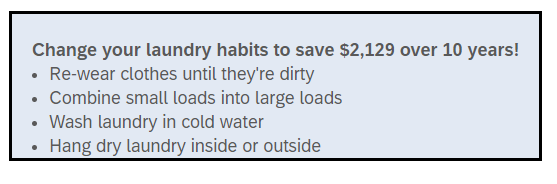 Change your laundry habits to save $2,129 over 10 years!
• Re-wear clothes until they're dirty
• Combine small loads into large loads
• Wash laundry in cold water
• Hang dry laundry inside or outside